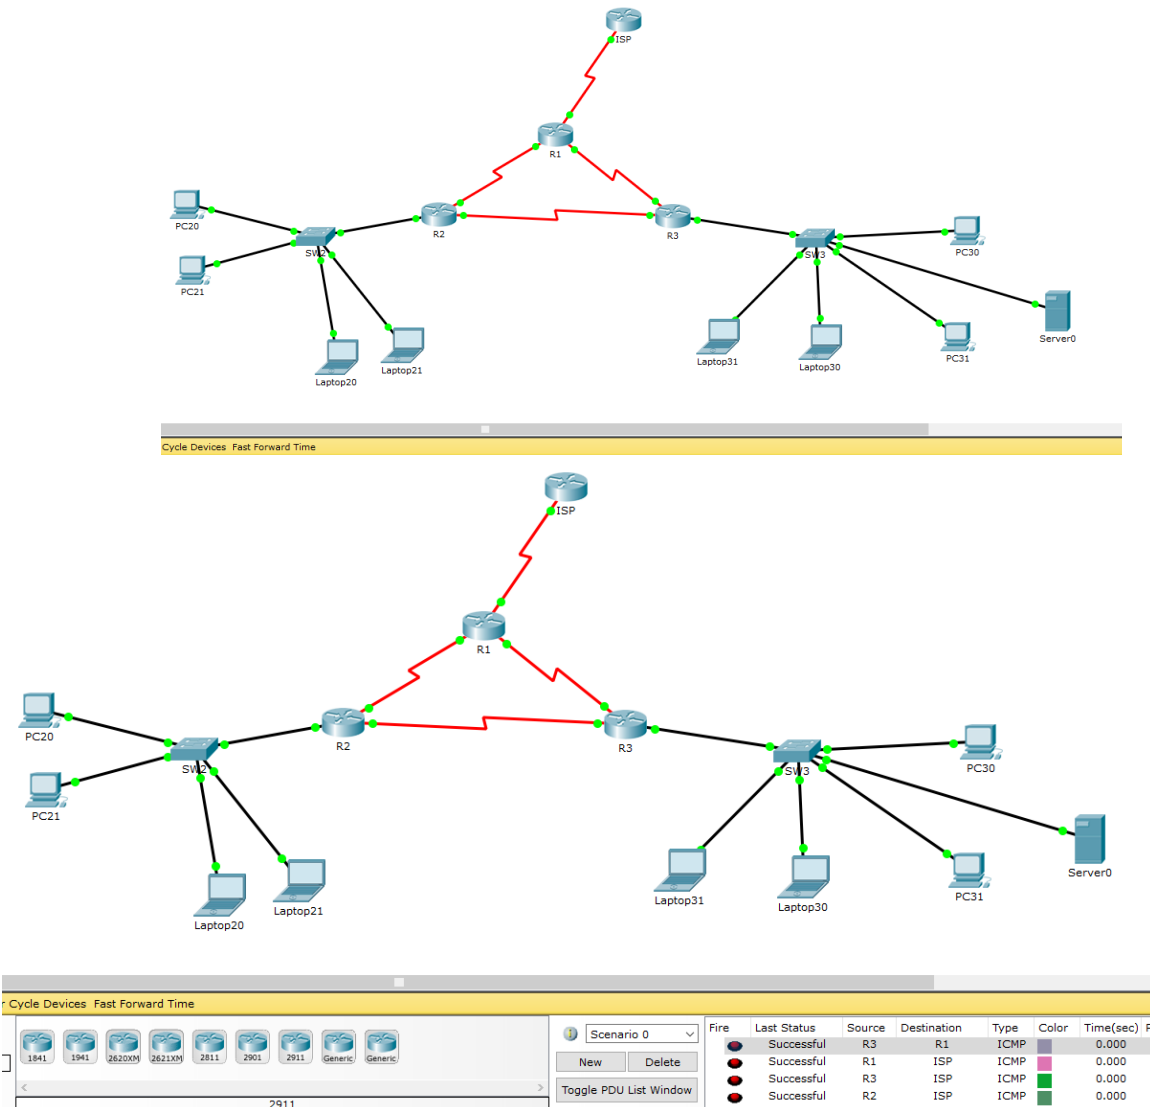 ISP
R1
PC20
R2
R3
PC30
SW2
SW3
PC21
Server0
Laptop31
Laptop30
PC31
Laptop20
Laptop21
Cycle Devices Fast Forward Time
ISP
R1
PC20
R2
R3
PC30
SW2
SW3
PC21
Server0
Laptop31
Laptop30
PC31
Laptop20
Laptop21
Cycle Devices Fast Forward Time
1841 1941 2620XM 2621XM 2811 2901 2911 Generic Generic
2911
Scenario 0
New Delete
Toggle PDU List Window
Fire Last Status Source Destination Type Color Time(sec) P
Successful R3 R1 ICMP 0.000
Successful R1 ISP ICMP 0.000
Successful R3 ISP ICMP 0.000
Successful R2 ISP ICMP 0.000